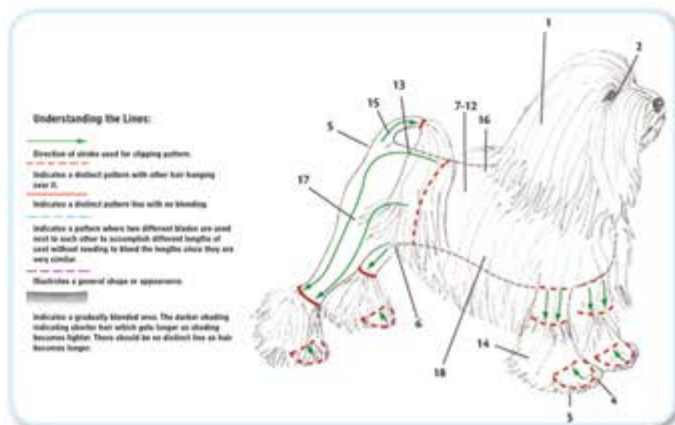 Understanding the Lines:
Direction of stroke used for clipping pattern.
Indicates a distinct pattern with other hair hanging
over it.
Indicates a distinct pattern line with no blending.
Indicates a pattern where two different blades are used
next to each other to accomplish different lengths of
coat without needing to blend the lengths since they are
very similar.
Illustrates a general shape or appearance.
Indicates a gradually blended area. The darker shading
indicating shorter hair which gets longer as shading
becomes lighter. There should be no distinct line as hair
becomes longer.
1
2
13
15
7-12
5
16
17
6
14
18
4
3